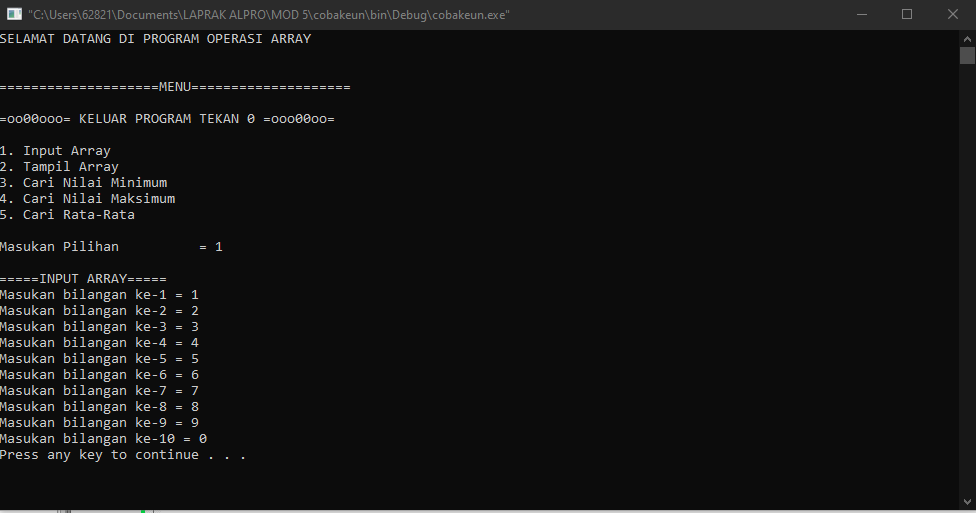 "C:\Users\62821\Documents\LAPRAK ALPRO\MOD 5\cobakeun\bin\Debug\cobakeun.exe"
SELAMAT DATANG DI PROGRAM OPERASI ARRAY
====================MENU====================
=oo00ooo= KELUAR PROGRAM TEKAN 0 =ooo00oo=
1. Input Array
2. Tampil Array
3. Cari Nilai Minimum
4. Cari Nilai Maksimum
5. Cari Rata-Rata
Masukan Pilihan          = 1
=====INPUT ARRAY=====
Masukan bilangan ke-1 = 1
Masukan bilangan ke-2 = 2
Masukan bilangan ke-3 = 3
Masukan bilangan ke-4 = 4
Masukan bilangan ke-5 = 5
Masukan bilangan ke-6 = 6
Masukan bilangan ke-7 = 7
Masukan bilangan ke-8 = 8
Masukan bilangan ke-9 = 9
Masukan bilangan ke-10 = 0
Press any key to continue . . .